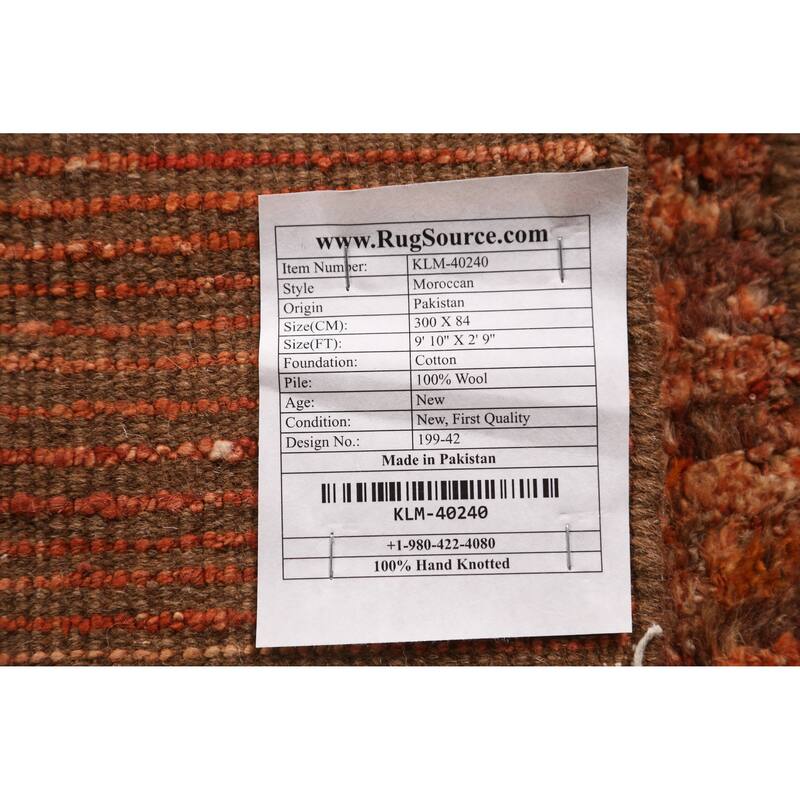 www.RugSource.com
Item Number: KLM-40240
Style Moroccan
Origin Pakistan
Size(CM): 300 X 84
Size(FT): 9' 10" X 2' 9"
Foundation: Cotton
Pile: 100% Wool
Age: New
Condition: New, First Quality
Design No.: 199-42
Made in Pakistan
KLM-40240
+1-980-422-4080
100% Hand Knotted